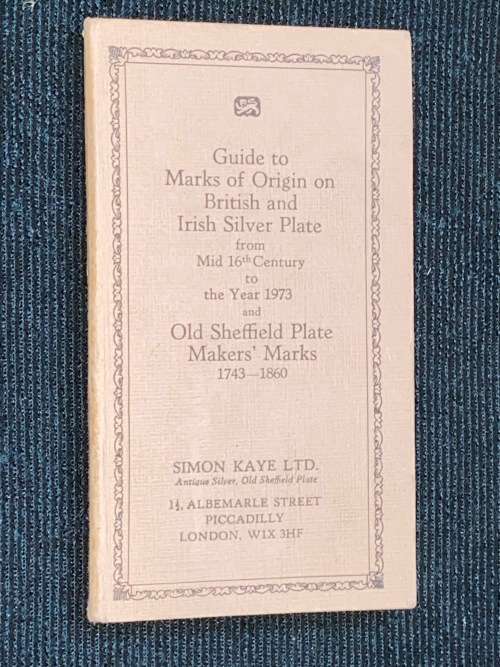 Guide to
Marks of Origin on
British and
Irish Silver Plate
from
Mid 16th Century
to
the Year 1973
and
Old Sheffield Plate
Makers' Marks
1743—1860
SIMON KAYE LTD.
Antique Silver, Old Sheffield Plate
1½, ALBEMARLE STREET
PICCADILLY
LONDON, W1X 3HF